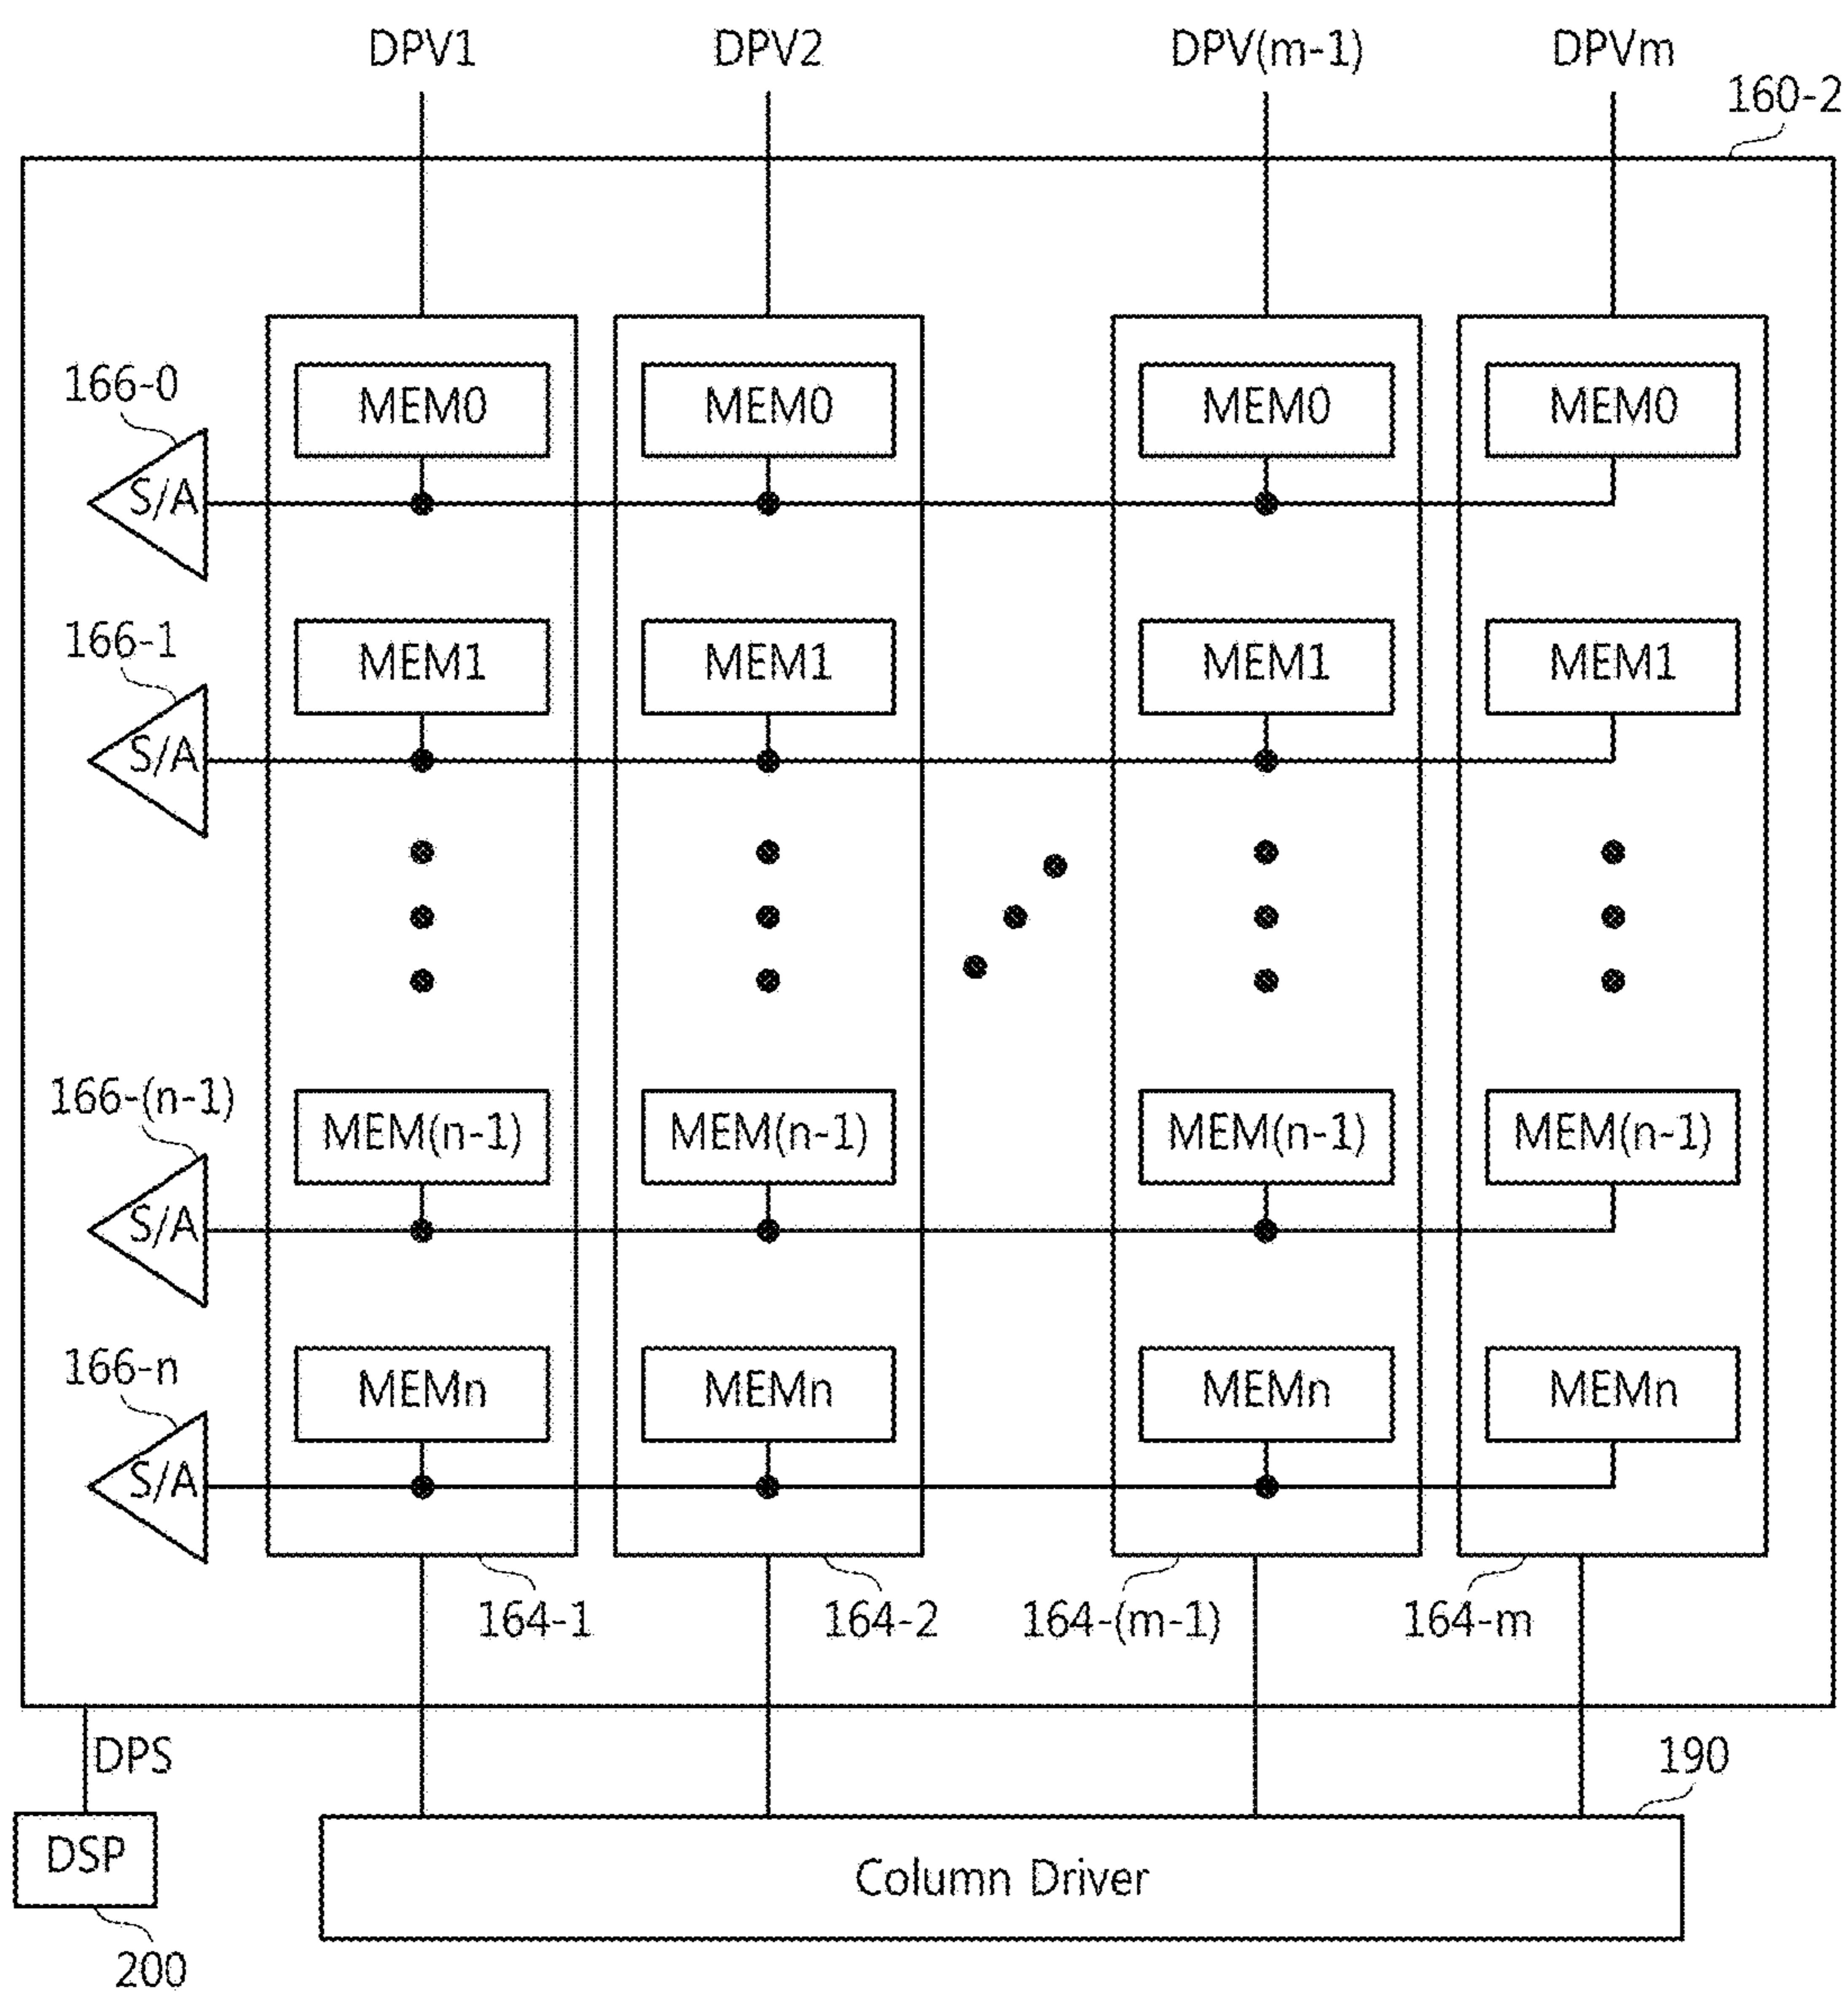 DPV1 DPV2 DPV(m-1) DPVm
160-2
166-0
MEM0 MEM0 MEM0 MEM0
S/A
166-1
MEM1 MEM1 MEM1 MEM1
S/A
166-(n-1)
MEM(n-1) MEM(n-1) MEM(n-1) MEM(n-1)
S/A
166-n
MEMn MEMn MEMn MEMn
S/A
164-1 164-2 164-(m-1) 164-m
DPS
190
DSP
Column Driver
200